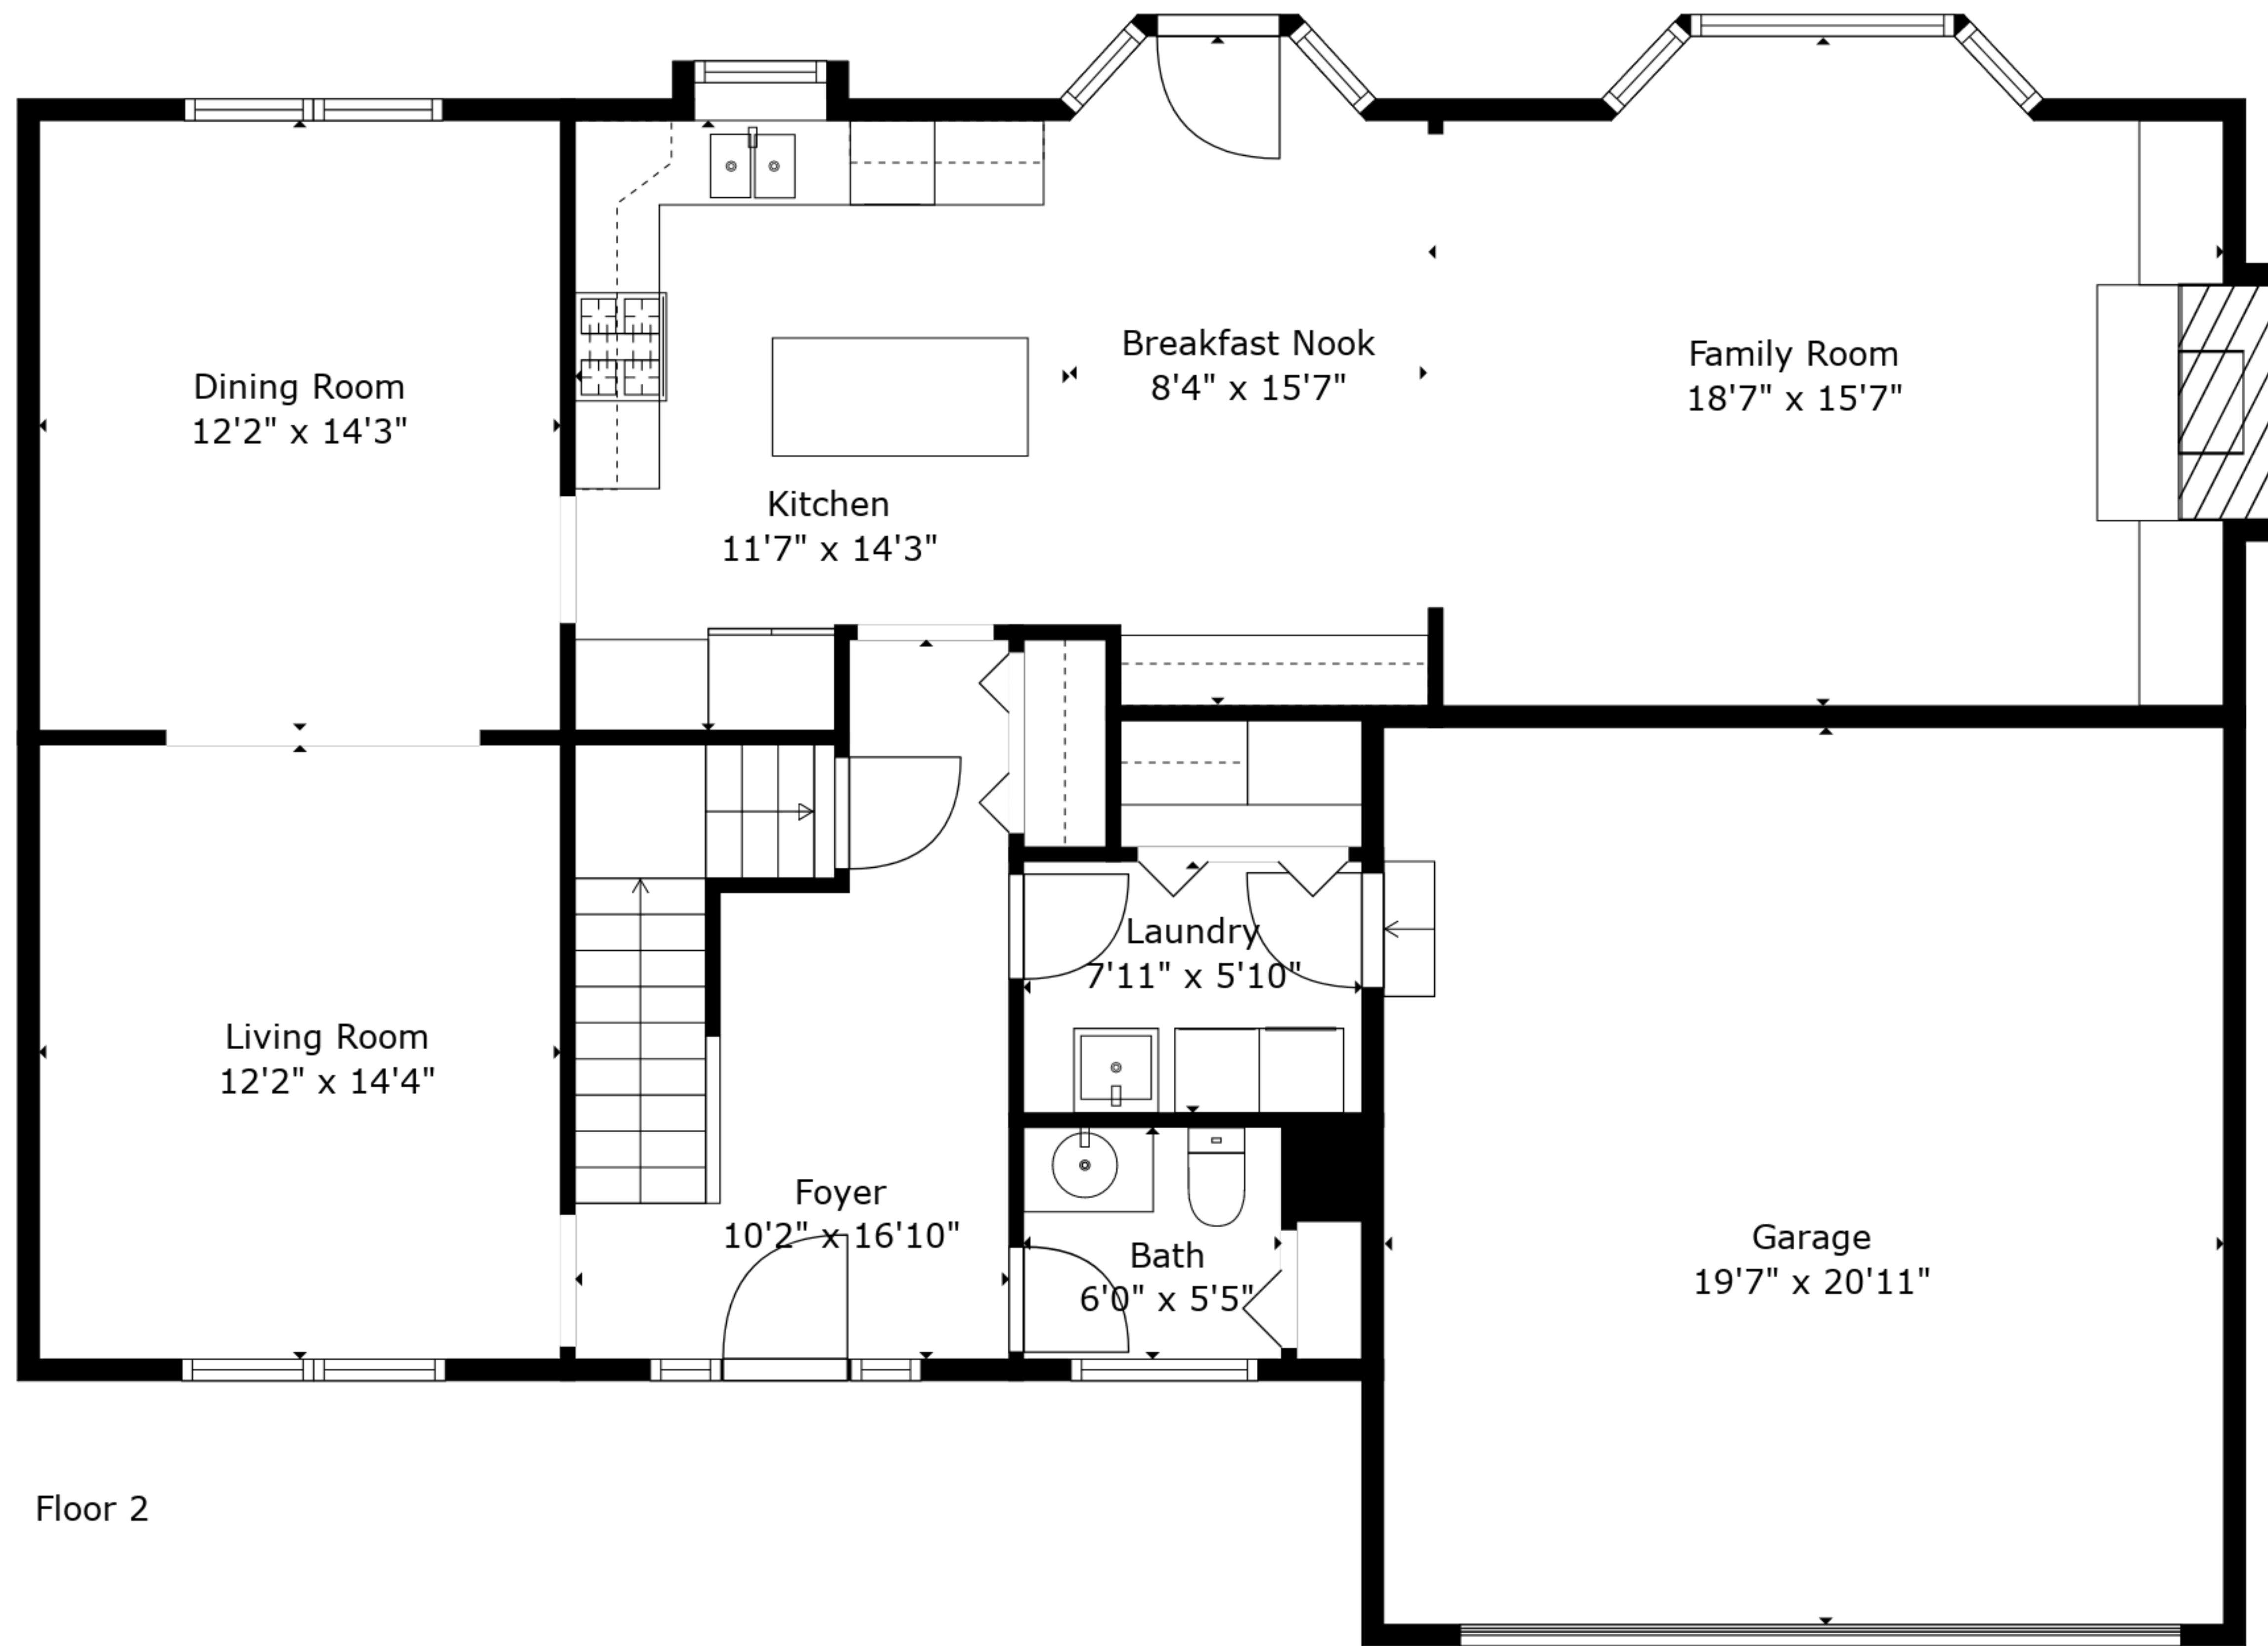 Breakfast Nook
8'4" x 15'7"
Family Room
18'7" x 15'7"
Dining Room
12'2" x 14'3"
Kitchen
11'7" x 14'3"
Laundry
7'11" x 5'10"
Living Room
12'2" x 14'4"
Foyer
10'2" x 16'10"
Bath
6'0" x 5'5"
Garage
19'7" x 20'11"
Floor 2